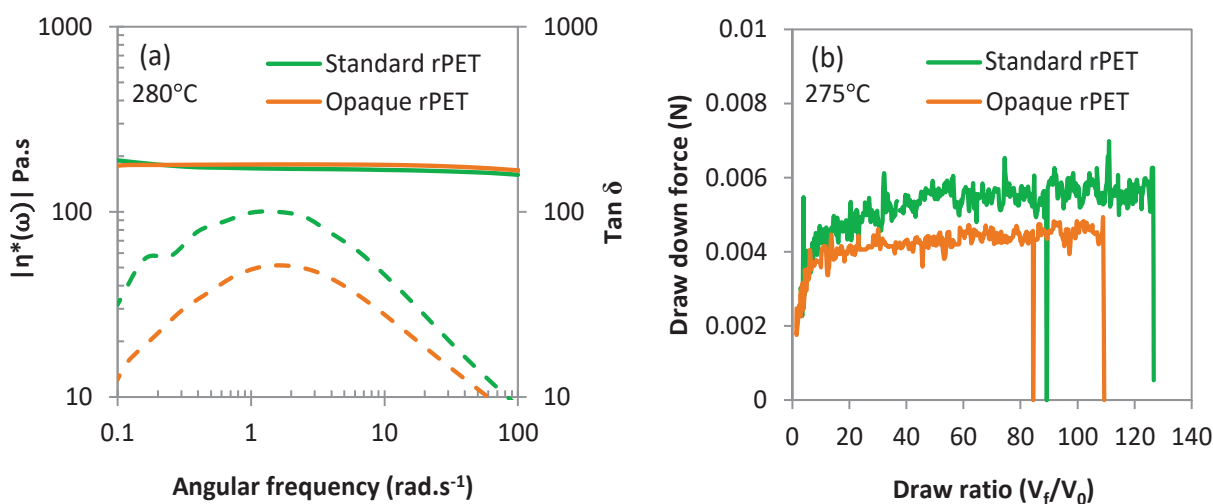 (a)
280°C
Standard rPET
Opaque rPET
1000
100
10
|η*(ω)| Pa.s
1000
100
10
Tan δ
0.1 1 10 100
Angular frequency (rad.s⁻¹)
(b)
275°C
Standard rPET
Opaque rPET
0.01
0.008
0.006
0.004
0.002
0
Draw down force (N)
0 20 40 60 80 100 120 140
Draw ratio (V_f/V_0)